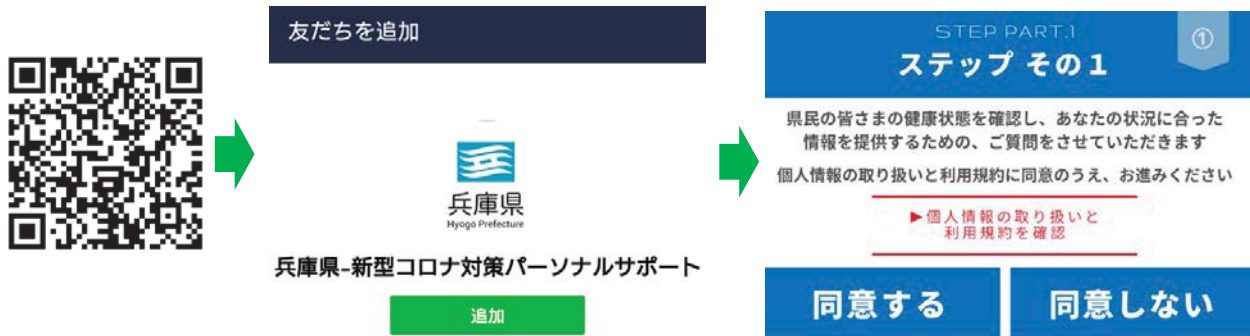 友だちを追加
兵庫県
Hyogo Prefecture
兵庫県-新型コロナ対策パーソナルサポート
追加
STEP PART.1
①
ステップ その１
県民の皆さまの健康状態を確認し、あなたの状況に合った
情報を提供するための、ご質問をさせていただきます
個人情報の取り扱いと利用規約に同意のうえ、お進みください
▶個人情報の取り扱いと
利用規約を確認
同意する
同意しない